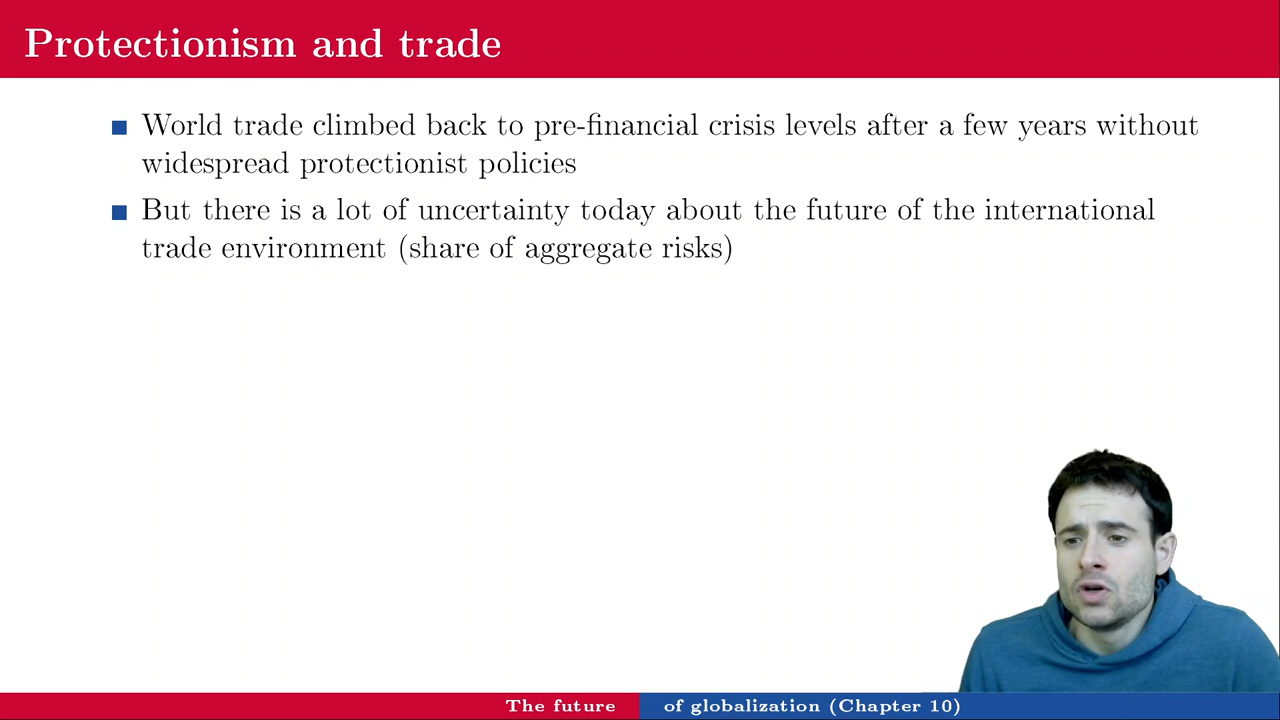 Protectionism and trade
World trade climbed back to pre-financial crisis levels after a few years without
widespread protectionist policies
But there is a lot of uncertainty today about the future of the international
trade environment (share of aggregate risks)
The future of globalization (Chapter 10)